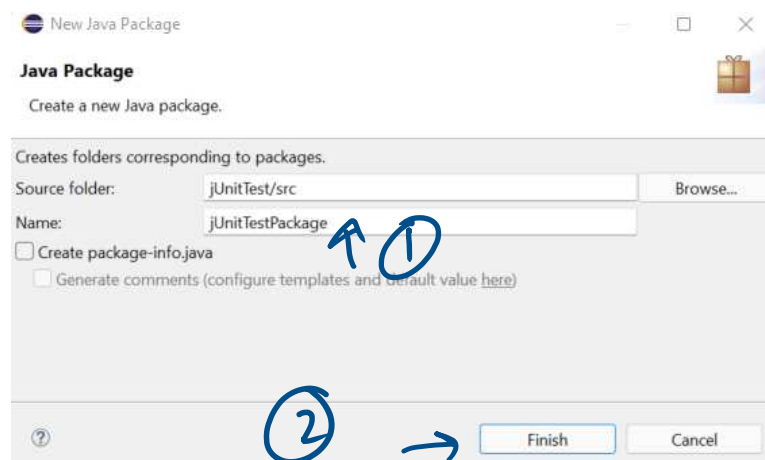 New Java Package
Java Package
Create a new Java package.
Creates folders corresponding to packages.
Source folder: jUnitTest/src Browse...
Name: jUnitTestPackage
1
Create package-info.java
Generate comments (configure templates and default value here)
2
? Finish Cancel